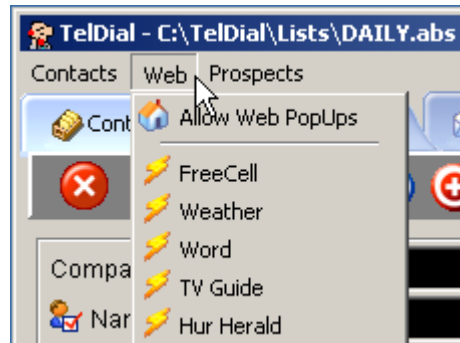 TelDial - C:\TelDial\Lists\DAILY.abs
Contacts Web Prospects
Allow Web PopUps
FreeCell
Weather
Word
TV Guide
Hur Herald